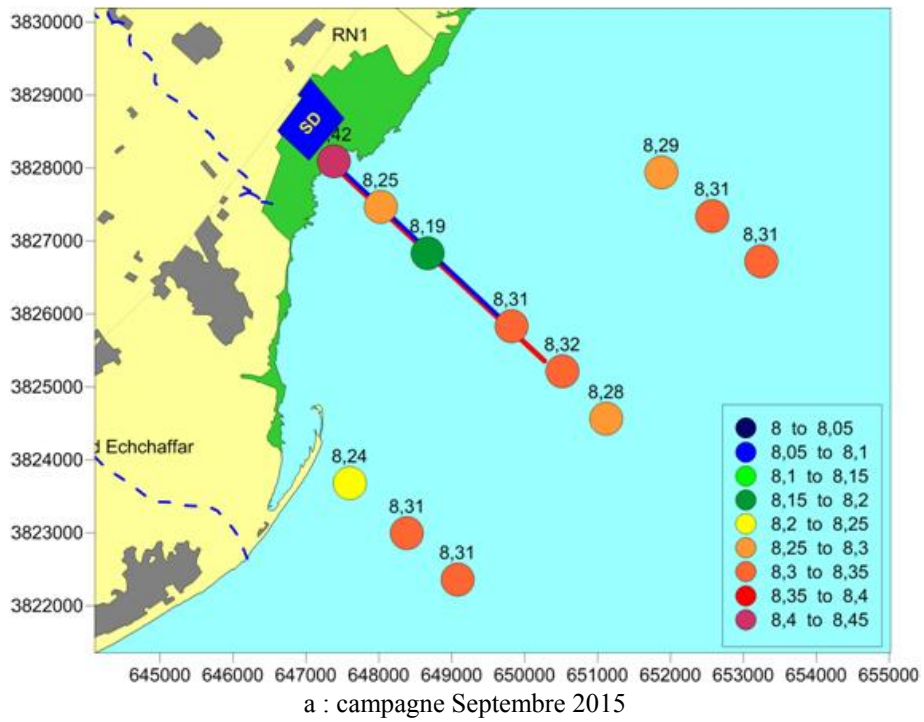 3830000
RN1
3829000
SD
8,29
3828000
,42
8,25
8,31
8,19
8,31
3827000
3826000
8,31
8,32
3825000
8,28
8 to 8,05
8,05 to 8,1
8,1 to 8,15
8,15 to 8,2
8,2 to 8,25
8,25 to 8,3
8,3 to 8,35
8,35 to 8,4
8,4 to 8,45
3824000
d Echchaffar
8,24
3823000
8,31
8,31
3822000
645000 646000 647000 648000 649000 650000 651000 652000 653000 654000 655000
a : campagne Septembre 2015